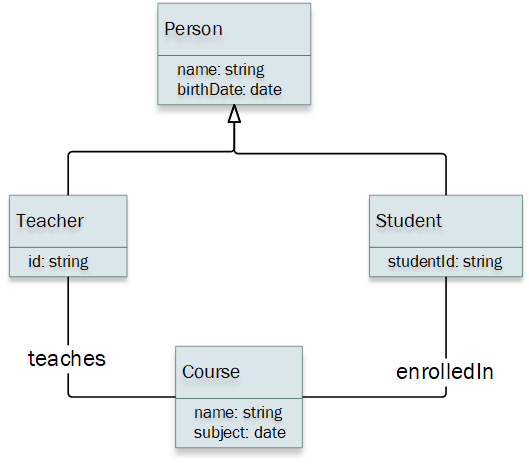 Person
name: string
birthDate: date
Teacher
id: string
Student
studentId: string
teaches
enrolledIn
Course
name: string
subject: date